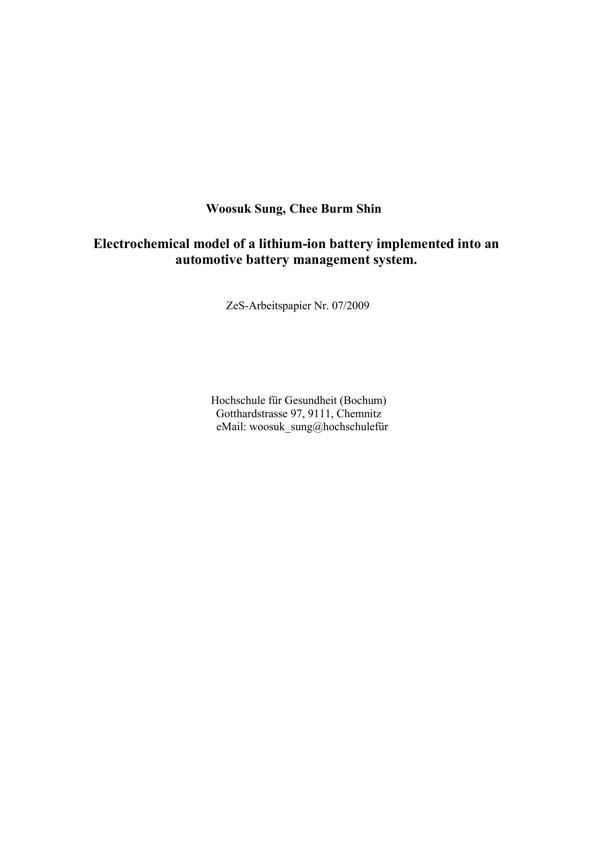 Woosuk Sung, Chee Burm Shin
Electrochemical model of a lithium-ion battery implemented into an
automotive battery management system.
ZeS-Arbeitspapier Nr. 07/2009
Hochschule für Gesundheit (Bochum)
Gotthardstrasse 97, 9111, Chemnitz
eMail: woosuk_sung@hochschulefür